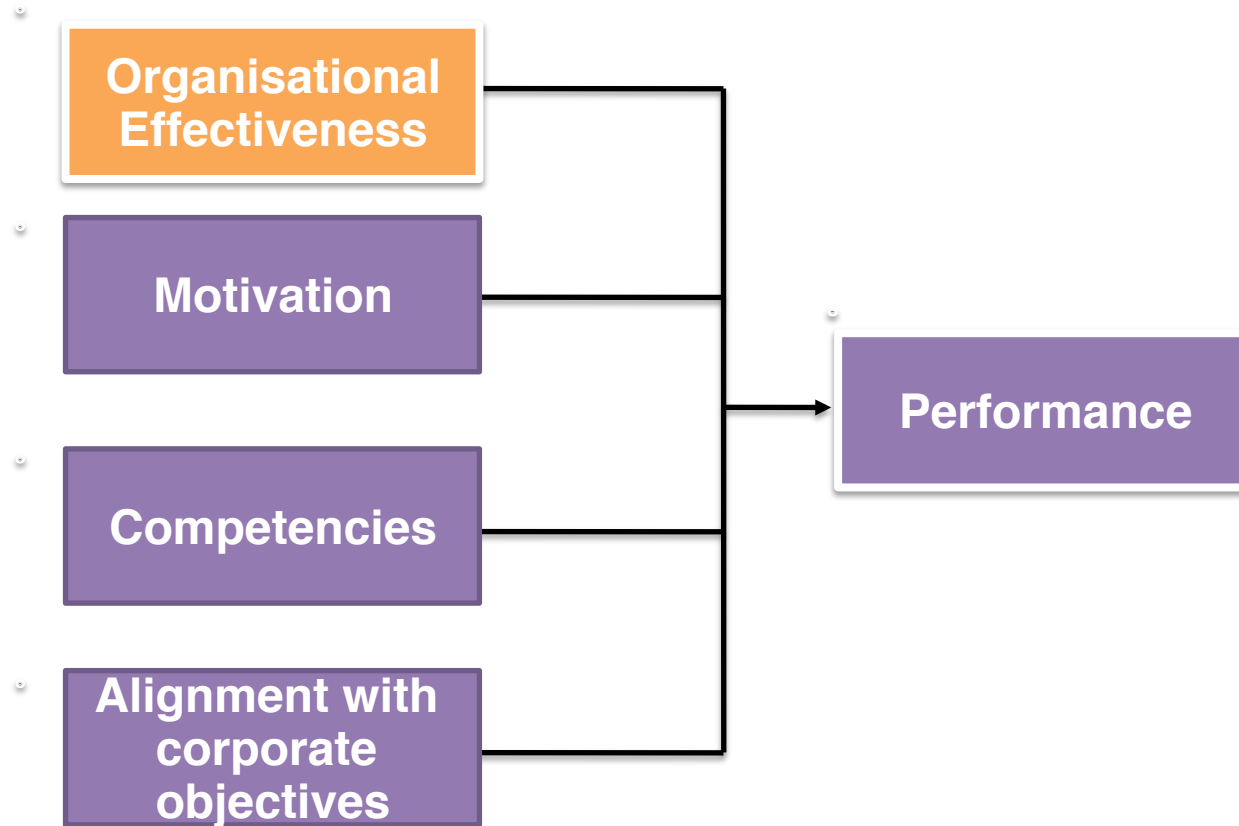 Organisational
Effectiveness
Motivation
Performance
Competencies
Alignment with
corporate
objectives